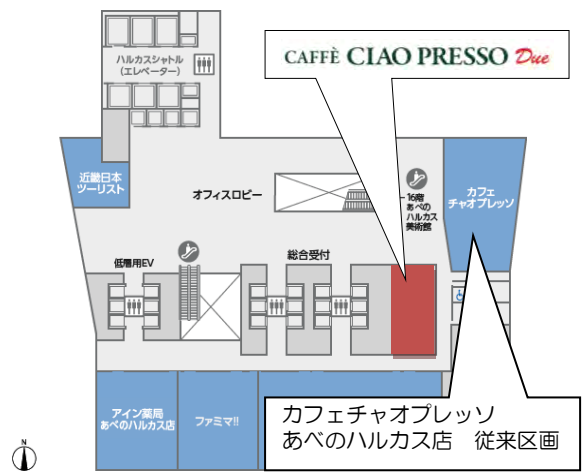 CAFFÈ CIAO PRESSO Due
ハルカスシャトル
(エレベーター)
近畿日本
ツーリスト
オフィスロビー
16階
あべの
ハルカス
美術館
カフェ
チャオプレッソ
低層用EV
総合受付
アイン薬局
あべのハルカス店
ファミマ!!
カフェチャオプレッソ
あべのハルカス店 従来区画
N